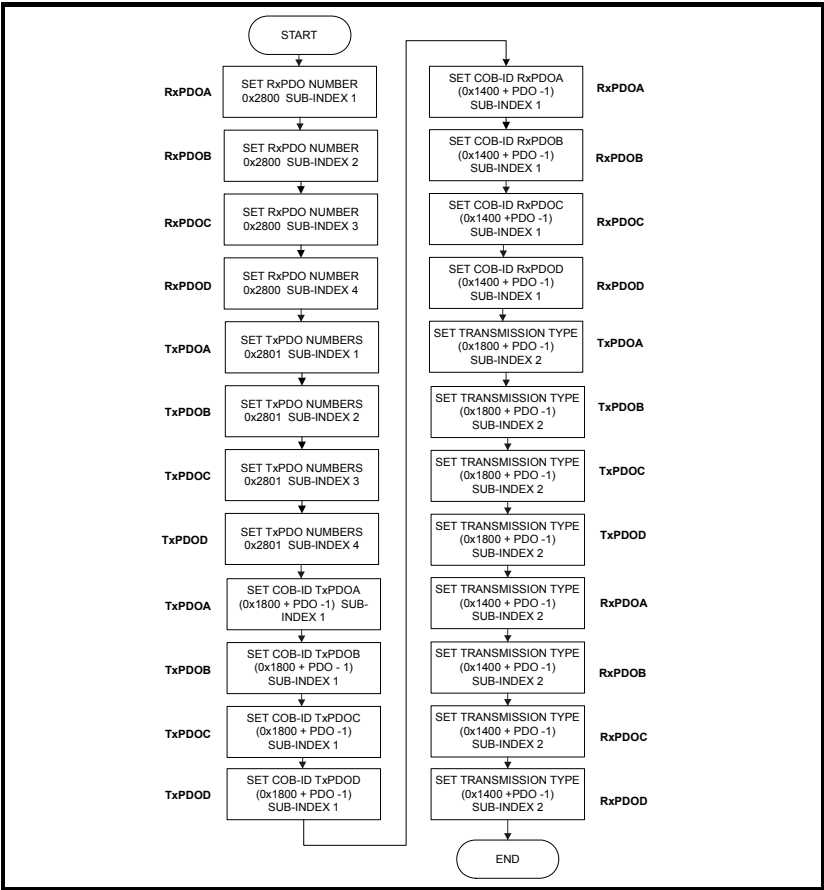 START
RxPDOA
SET RxPDO NUMBER
0x2800 SUB-INDEX 1
RxPDOB
SET RxPDO NUMBER
0x2800 SUB-INDEX 2
RxPDOC
SET RxPDO NUMBER
0x2800 SUB-INDEX 3
RxPDOD
SET RxPDO NUMBER
0x2800 SUB-INDEX 4
TxPDOA
SET TxPDO NUMBERS
0x2801 SUB-INDEX 1
TxPDOB
SET TxPDO NUMBERS
0x2801 SUB-INDEX 2
TxPDOC
SET TxPDO NUMBERS
0x2801 SUB-INDEX 3
TxPDOD
SET TxPDO NUMBERS
0x2801 SUB-INDEX 4
TxPDOA
SET COB-ID TxPDOA
(0x1800 + PDO -1) SUB-
INDEX 1
TxPDOB
SET COB-ID TxPDOB
(0x1800 + PDO - 1)
SUB-INDEX 1
TxPDOC
SET COB-ID TxPDOC
(0x1800 + PDO -1)
SUB-INDEX 1
TxPDOD
SET COB-ID TxPDOD
(0x1800 + PDO -1)
SUB-INDEX 1
SET COB-ID RxPDOA
(0x1400 + PDO -1)
SUB-INDEX 1
RxPDOA
SET COB-ID RxPDOB
(0x1400 + PDO -1)
SUB-INDEX 1
RxPDOB
SET COB-ID RxPDOC
(0x1400 +PDO -1)
SUB-INDEX 1
RxPDOC
SET COB-ID RxPDOD
(0x1400 + PDO -1)
SUB-INDEX 1
RxPDOD
SET TRANSMISSION TYPE
(0x1800 + PDO -1)
SUB-INDEX 2
TxPDOA
SET TRANSMISSION TYPE
(0x1800 + PDO -1)
SUB-INDEX 2
TxPDOB
SET TRANSMISSION TYPE
(0x1800 + PDO -1)
SUB-INDEX 2
TxPDOC
SET TRANSMISSION TYPE
(0x1800 + PDO -1)
SUB-INDEX 2
TxPDOD
SET TRANSMISSION TYPE
(0x1400 + PDO -1)
SUB-INDEX 2
RxPDOA
SET TRANSMISSION TYPE
(0x1400 + PDO -1)
SUB-INDEX 2
RxPDOB
SET TRANSMISSION TYPE
(0x1400 + PDO -1)
SUB-INDEX 2
RxPDOC
SET TRANSMISSION TYPE
(0x1400 +PDO -1)
SUB-INDEX 2
RxPDOD
END